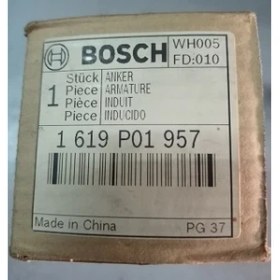 BOSCH WH005
FD:010
1 Stück ANKER
Piece ARMATURE
Pièce INDUIT
Piece INDUCIDO
1 619 P01 957
Made in China PG 37